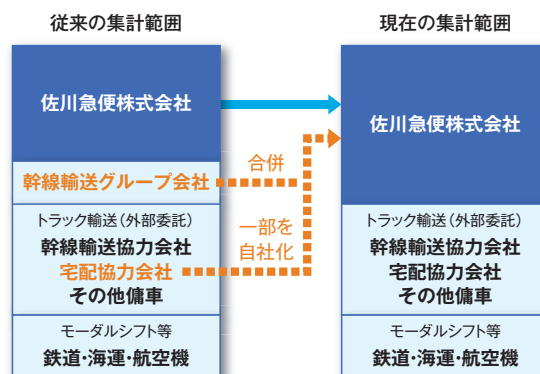 従来の集計範囲
現在の集計範囲
佐川急便株式会社
幹線輸送グループ会社
トラック輸送（外部委託）
幹線輸送協力会社
宅配協力会社
その他傭車
モーダルシフト等
鉄道・海運・航空機
合併
一部を
自社化
佐川急便株式会社
トラック輸送（外部委託）
幹線輸送協力会社
宅配協力会社
その他傭車
モーダルシフト等
鉄道・海運・航空機